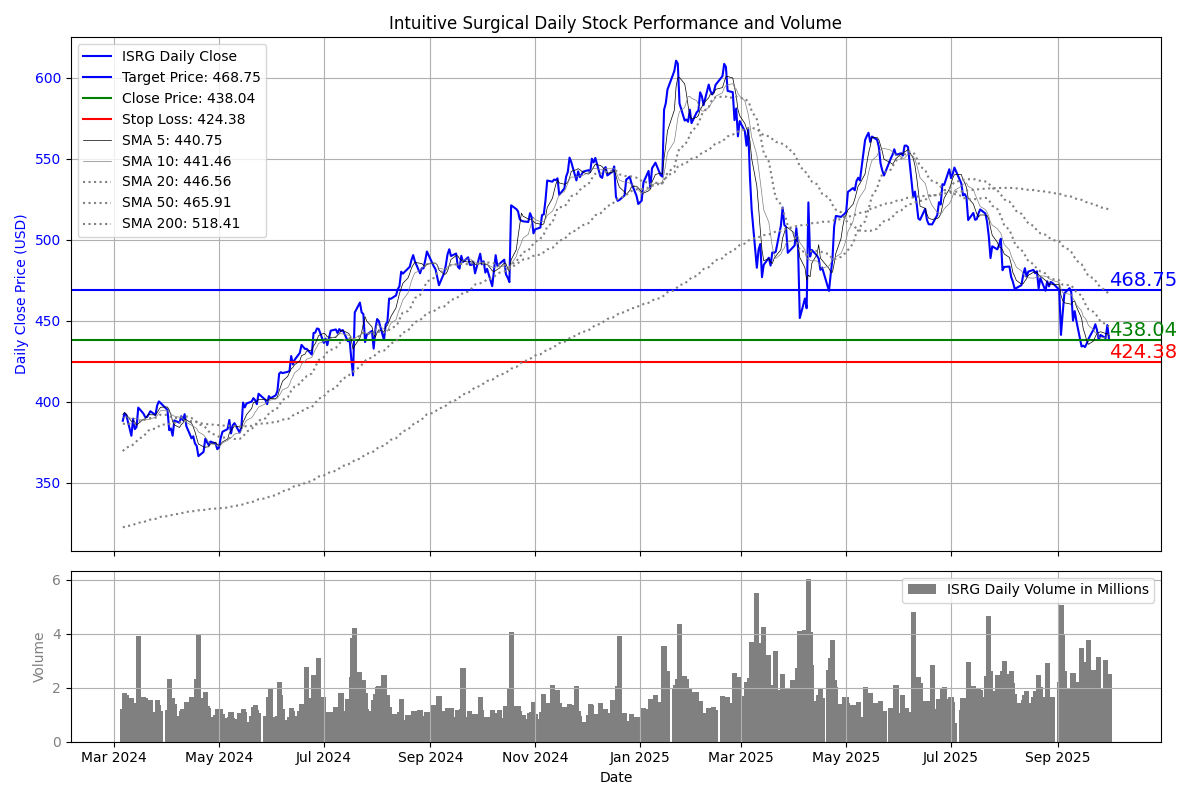 Intuitive Surgical Daily Stock Performance and Volume
ISRG Daily Close
Target Price: 468.75
Close Price: 438.04
Stop Loss: 424.38
SMA 5: 440.75
SMA 10: 441.46
SMA 20: 446.56
SMA 50: 465.91
SMA 200: 518.41
Daily Close Price (USD)
600
550
500
450
400
350
468.75
438.04
424.38
ISRG Daily Volume in Millions
Volume
6
4
2
0
Mar 2024 May 2024 Jul 2024 Sep 2024 Nov 2024 Jan 2025 Mar 2025 May 2025 Jul 2025 Sep 2025
Date